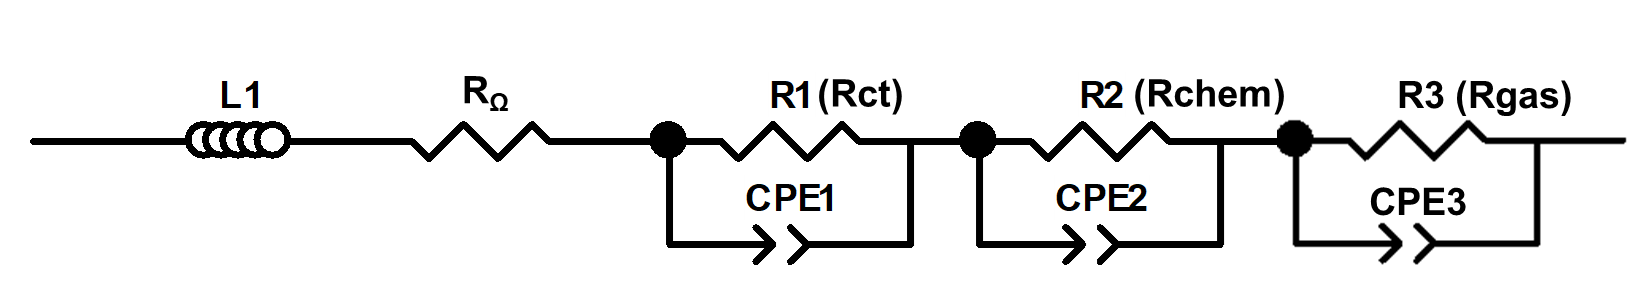 L1
RΩ
R1(Rct)
R2 (Rchem)
R3 (Rgas)
CPE1
CPE2
CPE3